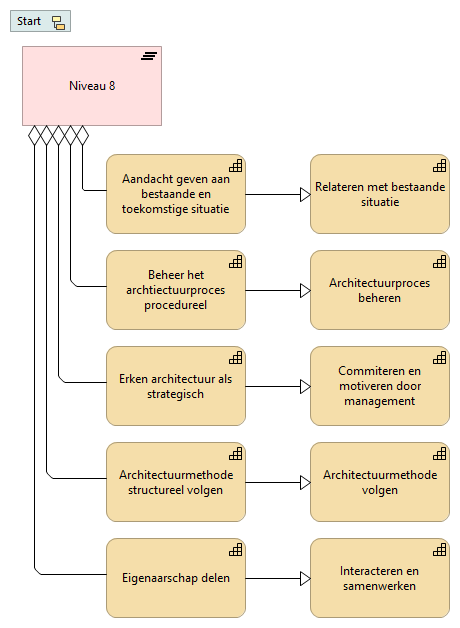 Start
Niveau 8
Aandacht geven aan
bestaande en
toekomstige situatie
Relateren met bestaande
situatie
Beheer het
archtiectuurproces
procedureel
Architectuurproces
beheren
Erken architectuur als
strategisch
Commiteren en
motiveren door
management
Architectuurmethode
structureel volgen
Architectuurmethode
volgen
Eigenaarschap delen
Interacteren en
samenwerken